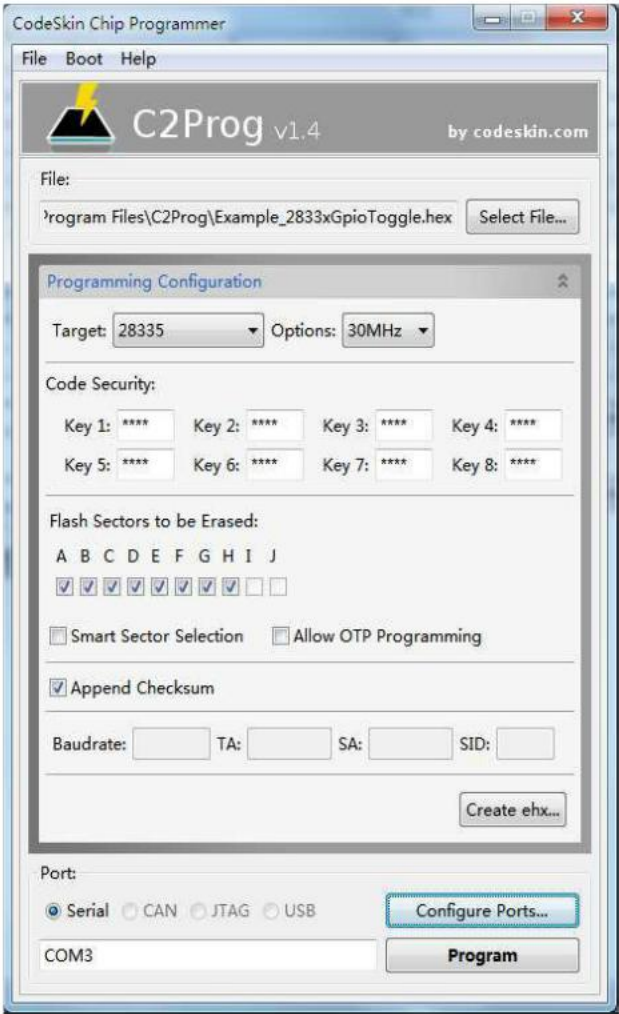 CodeSkin Chip Programmer
File Boot Help
C2Prog v1.4 by codeskin.com
File:
Program Files\C2Prog\Example_2833xGpioToggle.hex Select File...
Programming Configuration
Target: 28335 Options: 30MHz
Code Security:
Key 1: **** Key 2: **** Key 3: **** Key 4: ****
Key 5: **** Key 6: **** Key 7: **** Key 8: ****
Flash Sectors to be Erased:
A B C D E F G H I J
Smart Sector Selection Allow OTP Programming
Append Checksum
Baudrate: TA: SA: SID:
Create ehx...
Port:
Serial CAN JTAG USB Configure Ports...
COM3 Program